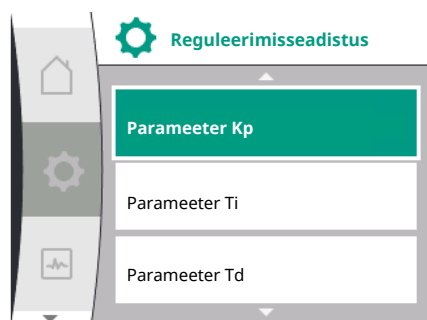 Reguleerimisseadistus
Parameeter Kp
Parameeter Ti
Parameeter Td